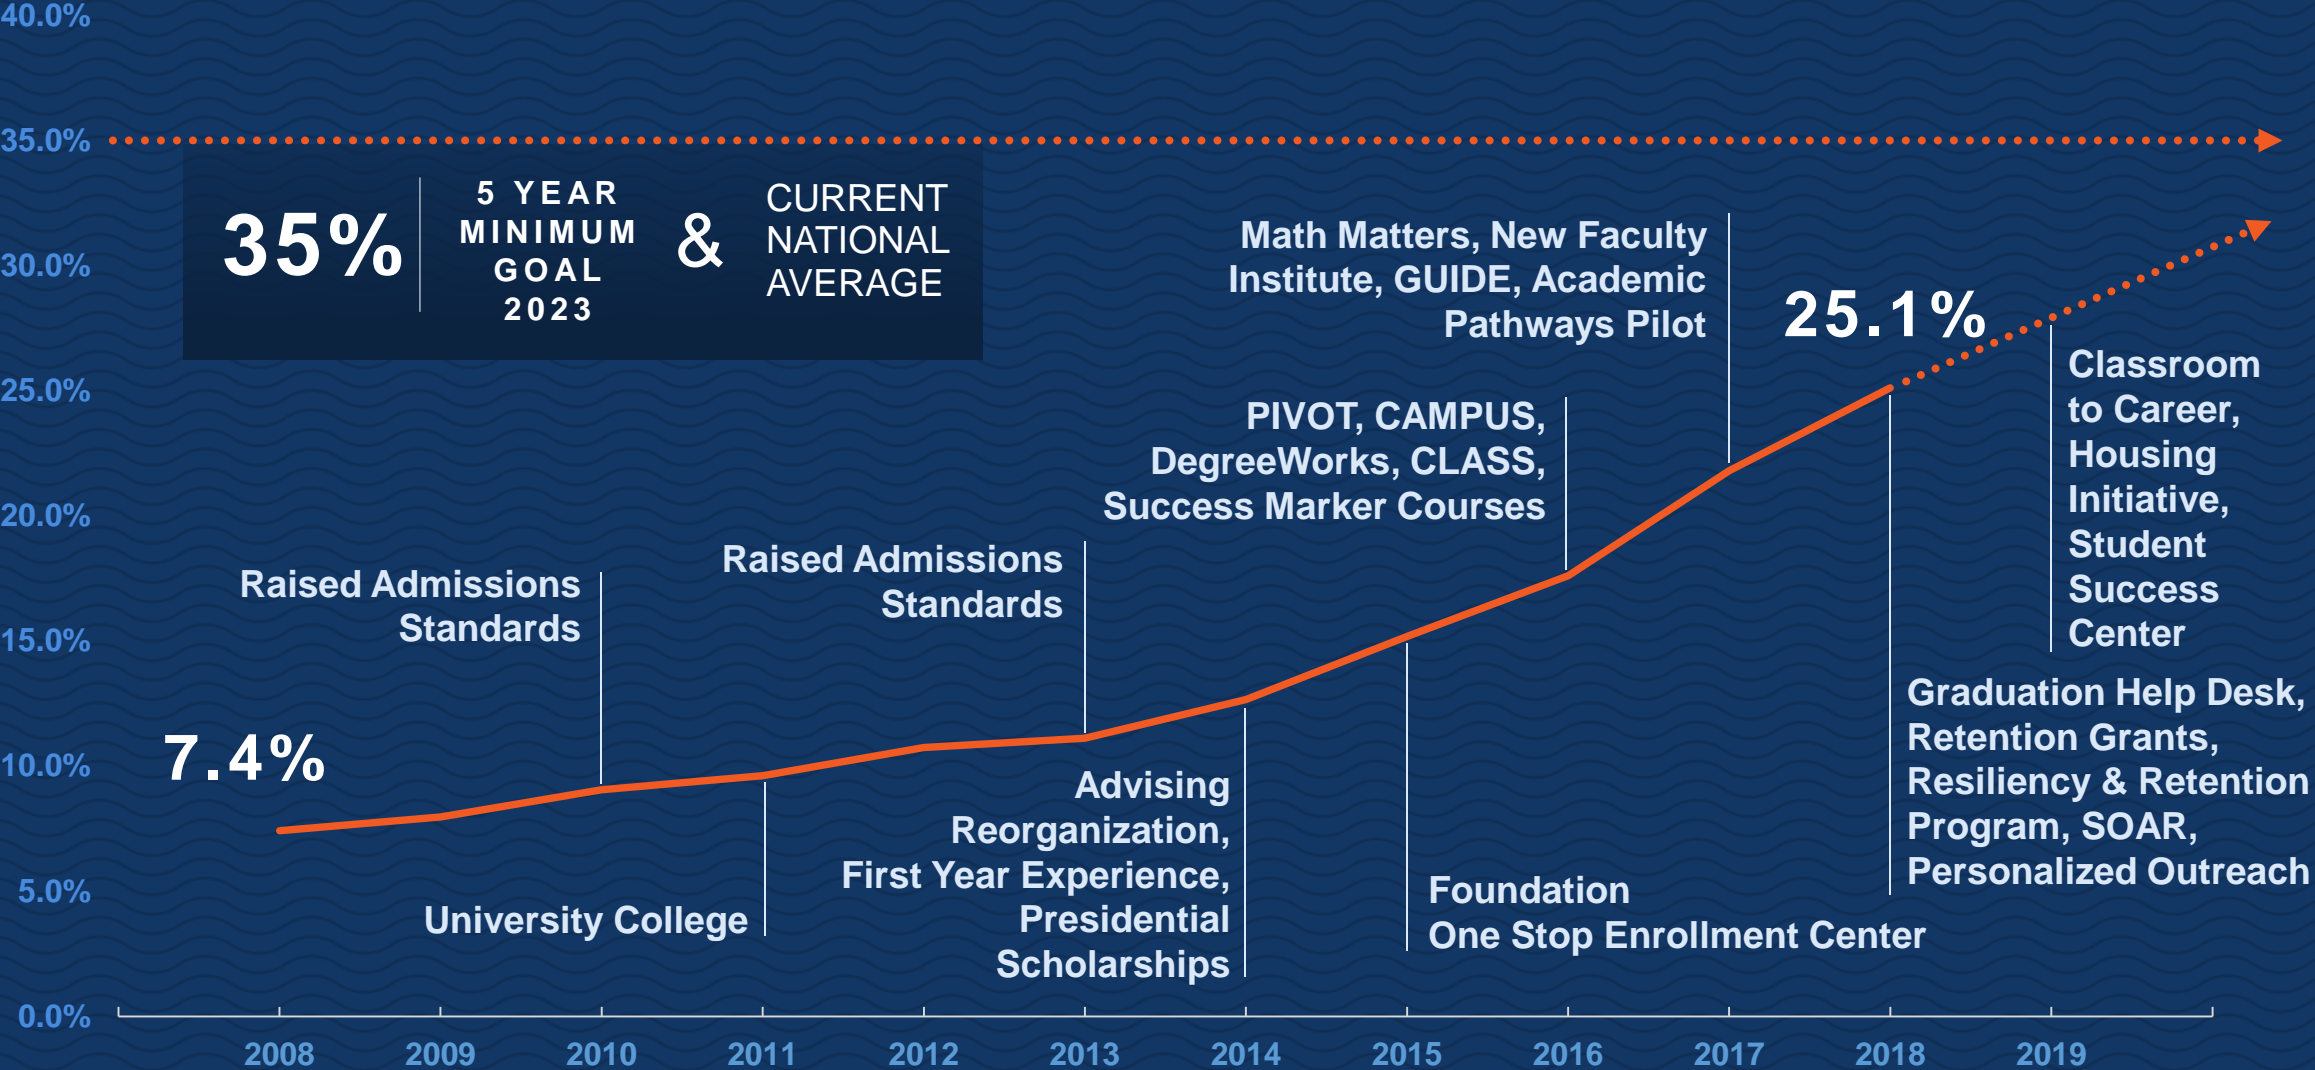 40.0%
35.0%
30.0%
25.0%
20.0%
15.0%
10.0%
5.0%
0.0%
35%
5 YEAR
MINIMUM
GOAL
2023
&
CURRENT
NATIONAL
AVERAGE
7.4%
Raised Admissions
Standards
University College
Raised Admissions
Standards
Advising
Reorganization,
First Year Experience,
Presidential
Scholarships
Foundation
One Stop Enrollment Center
PIVOT, CAMPUS,
DegreeWorks, CLASS,
Success Marker Courses
Math Matters, New Faculty
Institute, GUIDE, Academic
Pathways Pilot
25.1%
Graduation Help Desk,
Retention Grants,
Resiliency & Retention
Program, SOAR,
Personalized Outreach
Classroom
to Career,
Housing
Initiative,
Student
Success
Center
2008 2009 2010 2011 2012 2013 2014 2015 2016 2017 2018 2019